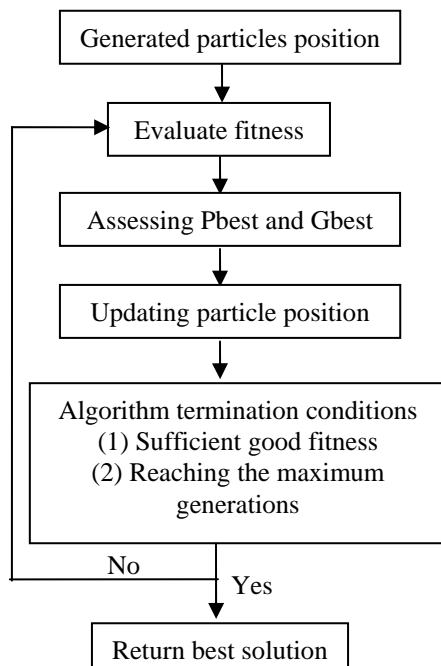 Generated particles position
Evaluate fitness
Assessing Pbest and Gbest
Updating particle position
Algorithm termination conditions
(1) Sufficient good fitness
(2) Reaching the maximum
generations
No
Yes
Return best solution